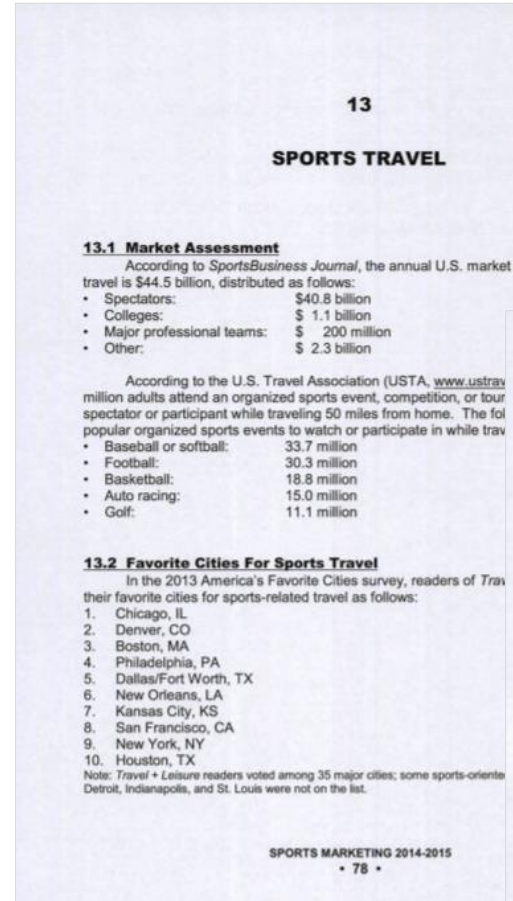 13
SPORTS TRAVEL
13.1 Market Assessment
According to SportsBusiness Journal, the annual U.S. market
travel is $44.5 billion, distributed as follows:
• Spectators: $40.8 billion
• Colleges: $ 1.1 billion
• Major professional teams: $ 200 million
• Other: $ 2.3 billion
According to the U.S. Travel Association (USTA, www.ustrav
million adults attend an organized sports event, competition, or tour
spectator or participant while traveling 50 miles from home. The fol
popular organized sports events to watch or participate in while trav
• Baseball or softball: 33.7 million
• Football: 30.3 million
• Basketball: 18.8 million
• Auto racing: 15.0 million
• Golf: 11.1 million
13.2 Favorite Cities For Sports Travel
In the 2013 America's Favorite Cities survey, readers of Trav
their favorite cities for sports-related travel as follows:
1. Chicago, IL
2. Denver, CO
3. Boston, MA
4. Philadelphia, PA
5. Dallas/Fort Worth, TX
6. New Orleans, LA
7. Kansas City, KS
8. San Francisco, CA
9. New York, NY
10. Houston, TX
Note: Travel + Leisure readers voted among 35 major cities; some sports-oriente
Detroit, Indianapolis, and St. Louis were not on the list.
SPORTS MARKETING 2014-2015
• 78 •